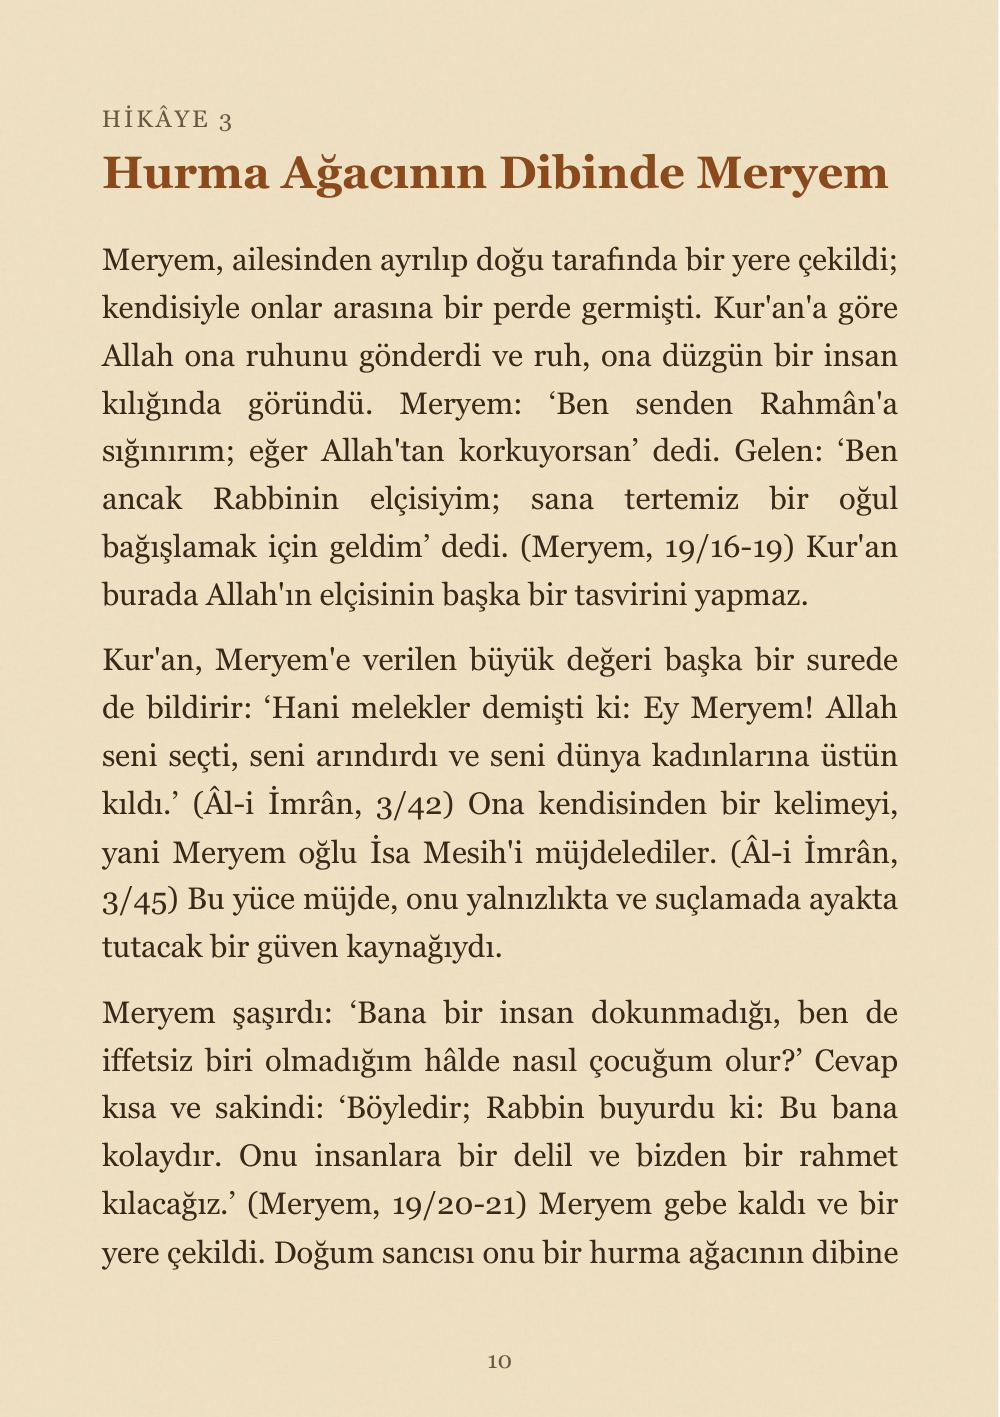 HİKÂYE 3
Hurma Ağacının Dibinde Meryem
Meryem, ailesinden ayrılıp doğu tarafında bir yere çekildi;
kendisiyle onlar arasına bir perde germişti. Kur'an'a göre
Allah ona ruhunu gönderdi ve ruh, ona düzgün bir insan
kılığında göründü. Meryem: ‘Ben senden Rahmân'a
sığınırım; eğer Allah'tan korkuyorsan’ dedi. Gelen: ‘Ben
ancak Rabbinin elçisiyim; sana tertemiz bir oğul
bağışlamak için geldim’ dedi. (Meryem, 19/16-19) Kur'an
burada Allah'ın elçisinin başka bir tasvirini yapmaz.
Kur'an, Meryem'e verilen büyük değeri başka bir surede
de bildirir: ‘Hani melekler demişti ki: Ey Meryem! Allah
seni seçti, seni arındırdı ve seni dünya kadınlarına üstün
kıldı.’ (Âl-i İmrân, 3/42) Ona kendisinden bir kelimeyi,
yani Meryem oğlu İsa Mesih'i müjdelediler. (Âl-i İmrân,
3/45) Bu yüce müjde, onu yalnızlıkta ve suçlamada ayakta
tutacak bir güven kaynağıydı.
Meryem şaşırdı: ‘Bana bir insan dokunmadığı, ben de
iffetsiz biri olmadığım hâlde nasıl çocuğum olur?’ Cevap
kısa ve sakindi: ‘Böyledir; Rabbin buyurdu ki: Bu bana
kolaydır. Onu insanlara bir delil ve bizden bir rahmet
kılacağız.’ (Meryem, 19/20-21) Meryem gebe kaldı ve bir
yere çekildi. Doğum sancısı onu bir hurma ağacının dibine
10